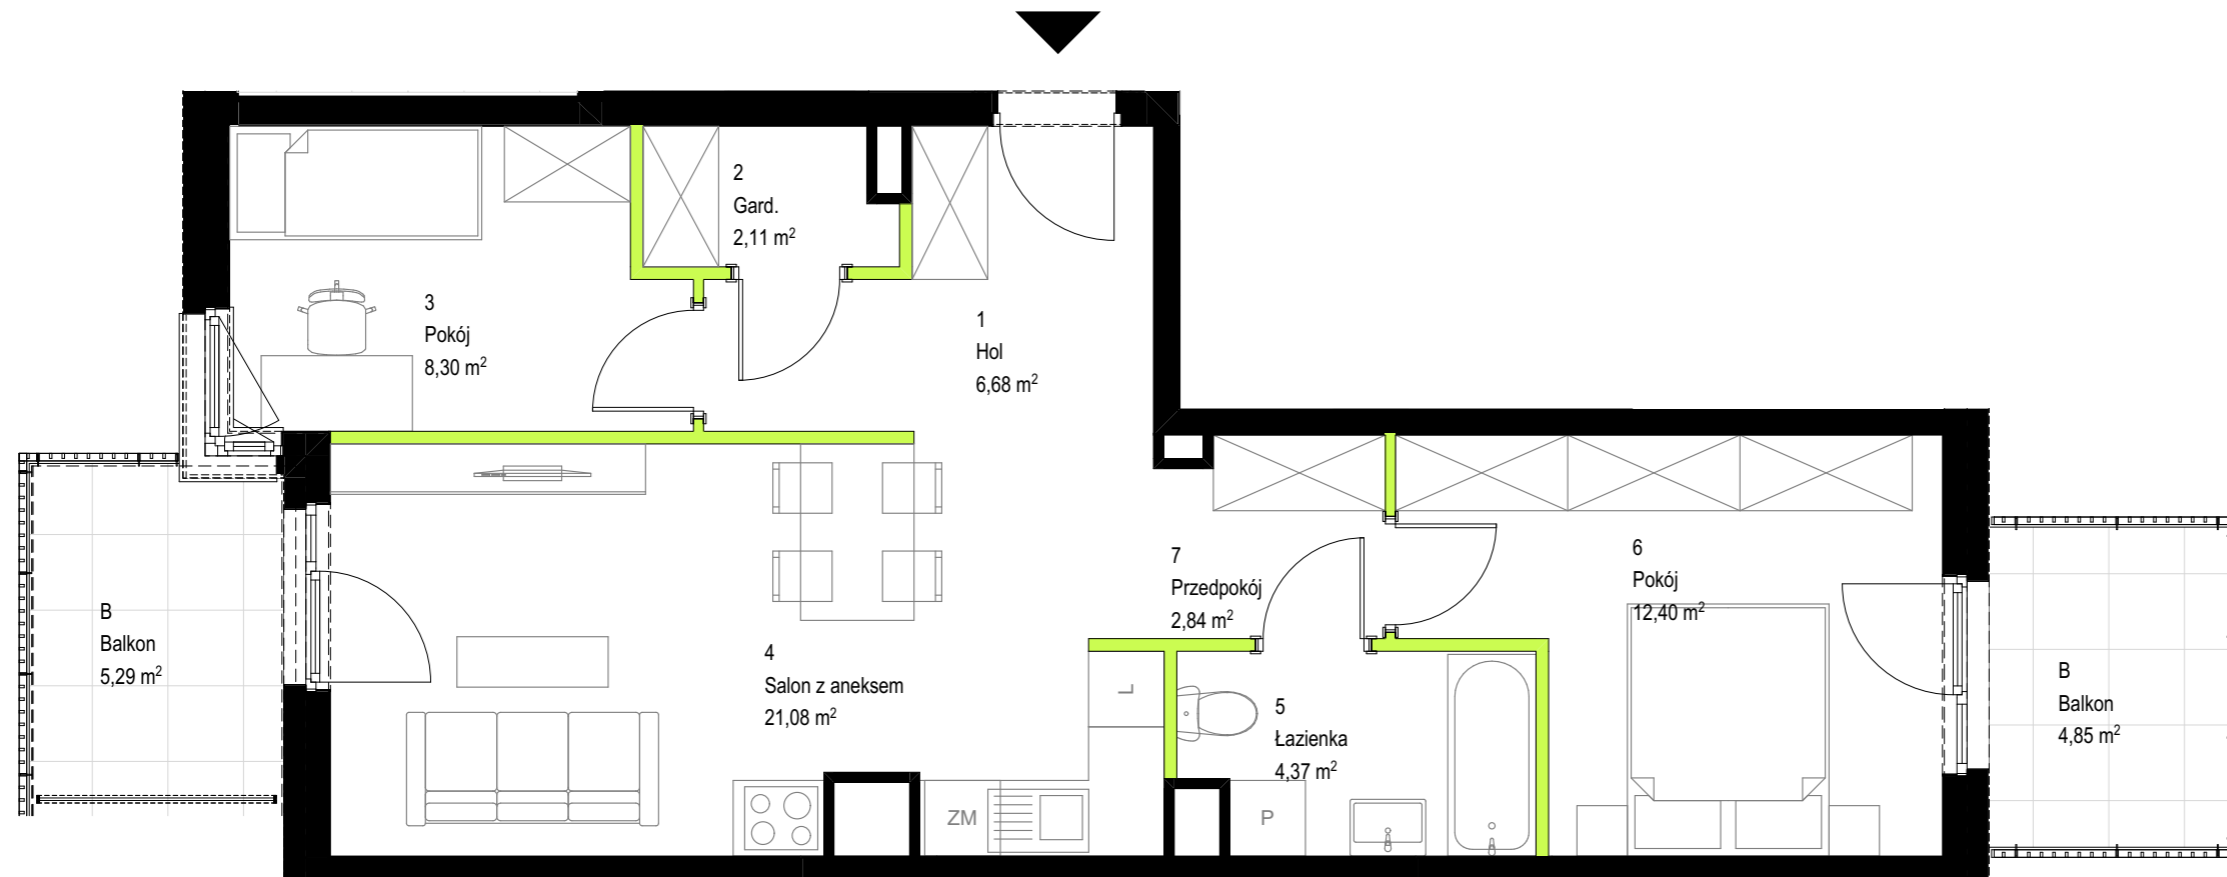 2
Gard.
2,11 m²
3
Pokój
8,30 m²
1
Hol
6,68 m²
B
Balkon
5,29 m²
7
Przedpokój
2,84 m²
6
Pokój
12,40 m²
4
Salon z aneksem
21,08 m²
L
5
Łazienka
4,37 m²
B
Balkon
4,85 m²
ZM
P